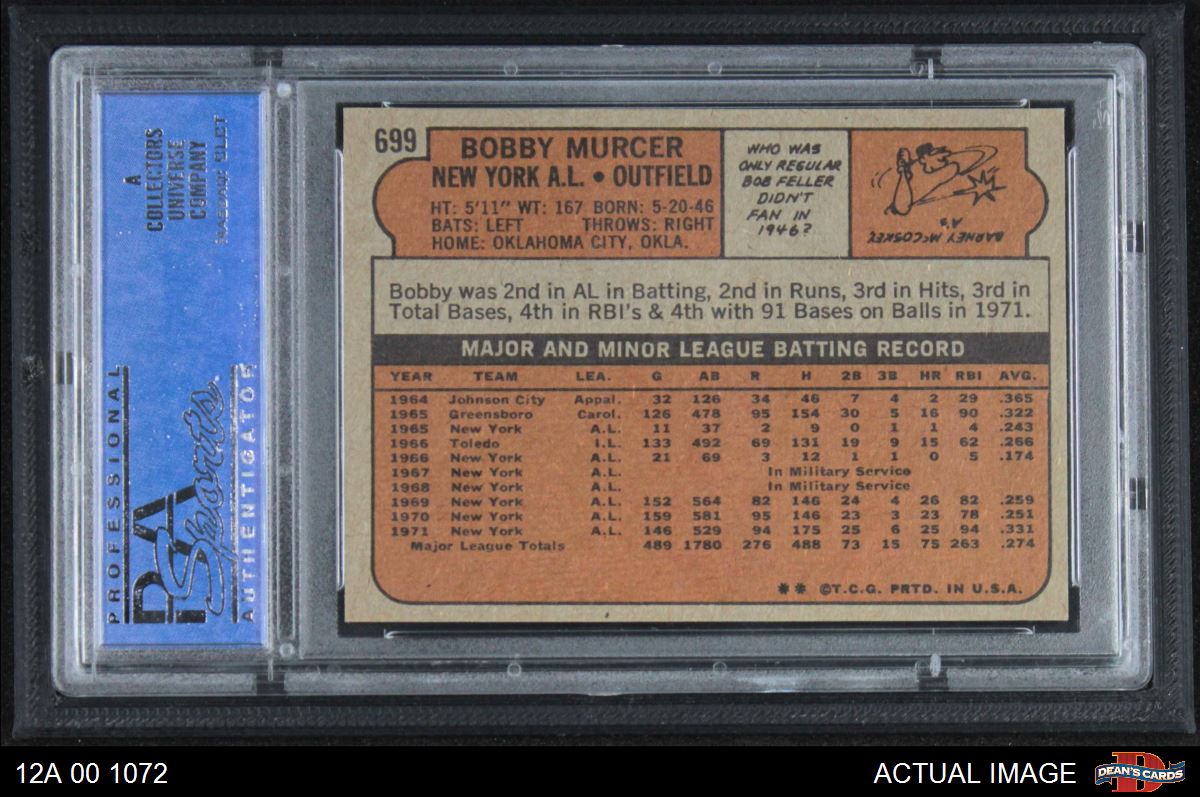 A
COLLECTORS
UNIVERSE
COMPANY
PROFESSIONAL
PSA
Sports
AUTHENTICATOR
699
BOBBY MURCER
NEW YORK A.L. • OUTFIELD
HT: 5'11" WT: 167 BORN: 5-20-46
BATS: LEFT THROWS: RIGHT
HOME: OKLAHOMA CITY, OKLA.
WHO WAS
ONLY REGULAR
BOB FELLER
DIDN'T
FAN IN
1946?
BARNEY McCOSKEY
A's
Bobby was 2nd in AL in Batting, 2nd in Runs, 3rd in Hits, 3rd in
Total Bases, 4th in RBI's & 4th with 91 Bases on Balls in 1971.
MAJOR AND MINOR LEAGUE BATTING RECORD
YEAR TEAM LEA. G AB R H 2B 3B HR RBI AVG.
1964 Johnson City Appal. 32 126 34 46 7 4 2 29 .365
1965 Greensboro Carol. 126 478 95 154 30 5 16 90 .322
1965 New York A.L. 11 37 2 9 0 1 1 4 .243
1966 Toledo I.L. 133 492 69 131 19 9 15 62 .266
1966 New York A.L. 21 69 3 12 1 1 0 5 .174
1967 New York A.L. In Military Service
1968 New York A.L. In Military Service
1969 New York A.L. 152 564 82 146 24 4 26 82 .259
1970 New York A.L. 159 581 95 146 23 3 23 78 .251
1971 New York A.L. 146 529 94 175 25 6 25 94 .331
Major League Totals 489 1780 276 488 73 15 75 263 .274
** ©T.C.G. PRTD. IN U.S.A.
12A 00 1072
ACTUAL IMAGE
DEAN'S CARDS